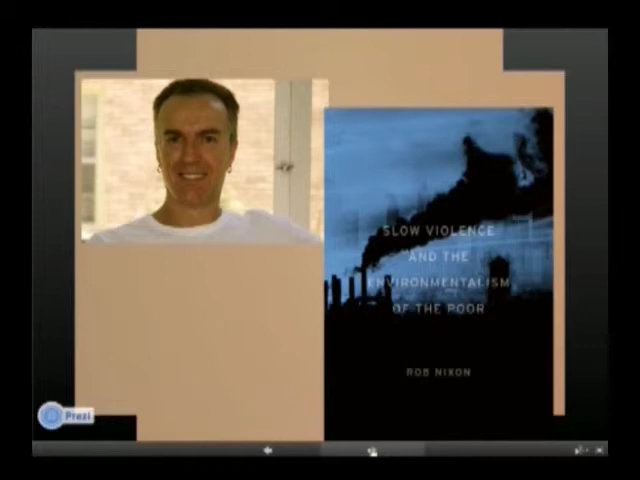 SLOW VIOLENCE
AND THE
ENVIRONMENTALISM
OF THE POOR
ROB NIXON
Prezi